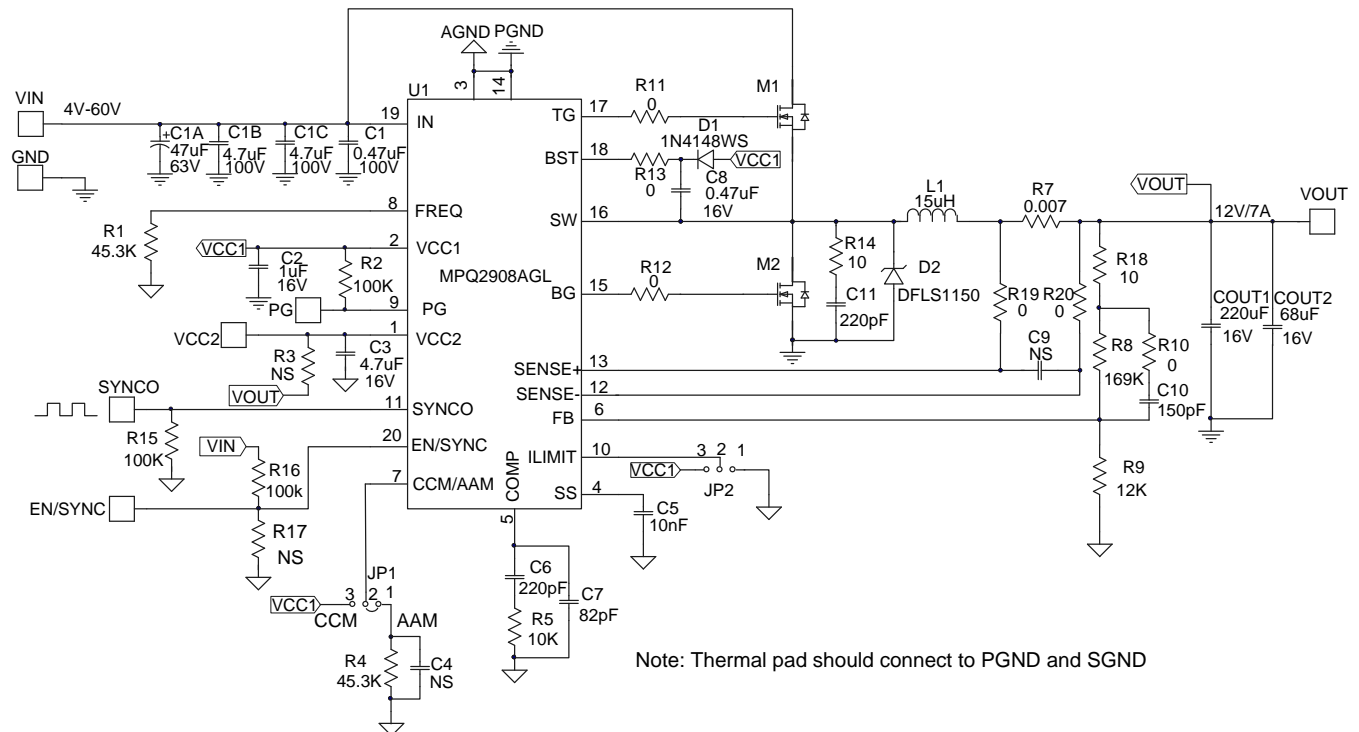 AGND PGND
3
14
U1
VIN
4V-60V
19
IN
C1A
47uF
63V
C1B
4.7uF
100V
C1C
4.7uF
100V
C1
0.47uF
100V
GND
8
FREQ
R1
45.3K
VCC1
2
VCC1
C2
1uF
16V
R2
100K
MPQ2908AGL
PG
9
PG
VCC2
1
VCC2
R3
NS
C3
4.7uF
16V
VOUT
SYNCO
11
SYNCO
R15
100K
VIN
20
EN/SYNC
R16
100k
7
CCM/AAM
EN/SYNC
R17
NS
JP1
VCC1
3
2
1
CCM
AAM
R4
45.3K
C4
NS
COMP
5
C6
220pF
C7
82pF
R5
10K
TG
17
R11
0
M1
BST
18
R13
0
D1
1N4148WS
VCC1
C8
0.47uF
16V
SW
16
L1
15uH
R7
0.007
VOUT
12V/7A
VOUT
R14
10
D2
DFLS1150
C11
220pF
BG
15
R12
0
M2
R19
0
R20
0
R18
10
COUT1
220uF
16V
COUT2
68uF
16V
C9
NS
R8
169K
R10
0
C10
150pF
SENSE+
13
SENSE-
12
FB
6
ILIMIT
10
VCC1
3
2
1
JP2
SS
4
C5
10nF
R9
12K
Note: Thermal pad should connect to PGND and SGND